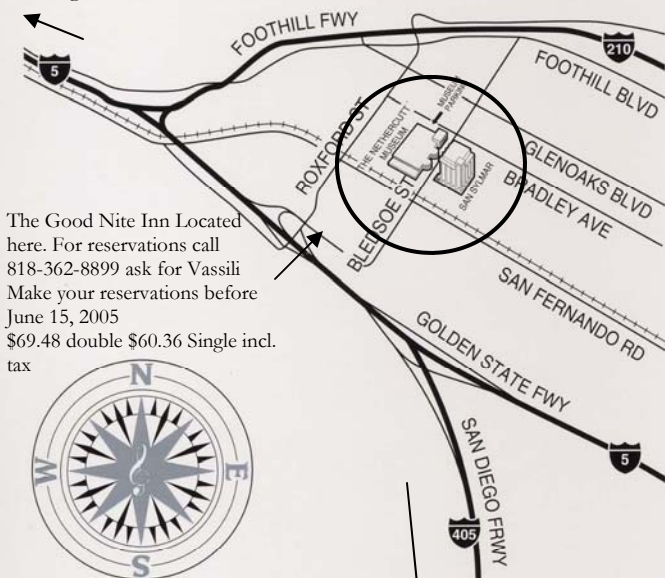 FOOTHILL FWY
5
210
FOOTHILL BLVD
MUSEUM
PARKING
THE NETHERCUTT
MUSEUM
ROXFORD ST
GLENOAKS BLVD
SAN SYLMAR
BRADLEY AVE
BLEDSOE ST
The Good Nite Inn Located
here. For reservations call
818-362-8899 ask for Vassili
Make your reservations before
June 15, 2005
$69.48 double $60.36 Single incl.
tax
SAN FERNANDO RD
GOLDEN STATE FWY
N
W
E
S
SAN DIEGO FRWY
5
405